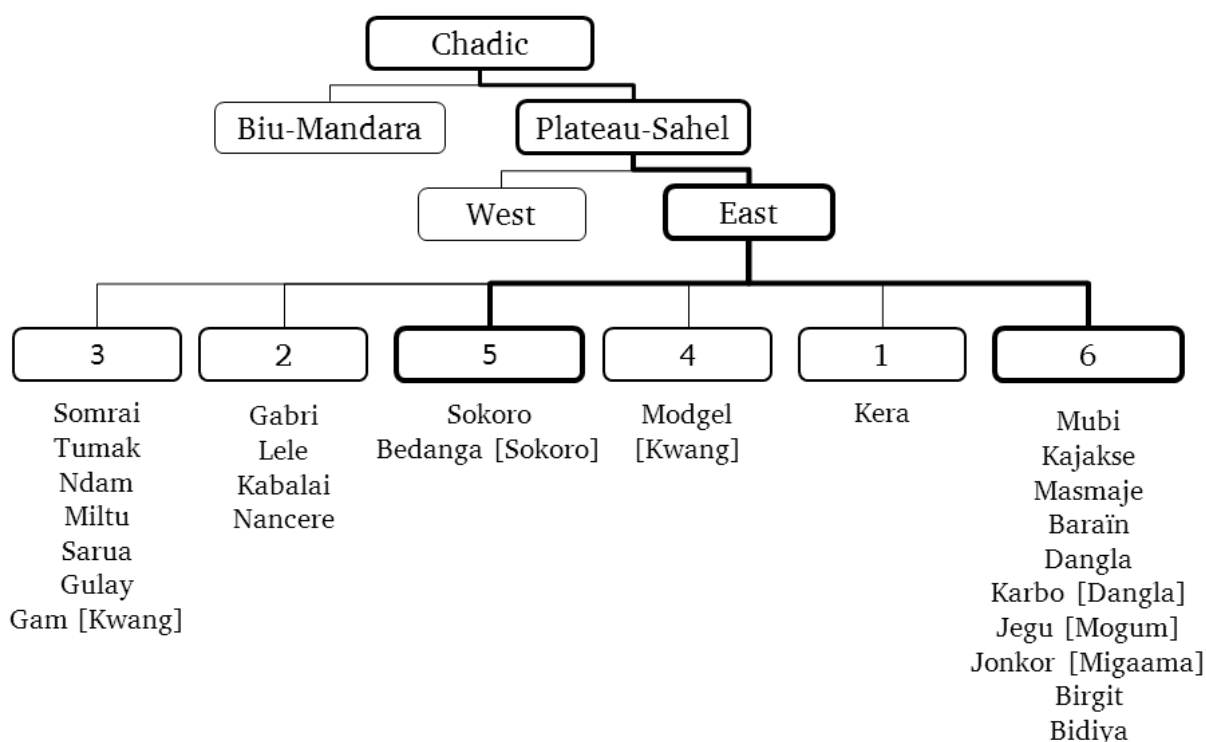 Chadic
Biu-Mandara
Plateau-Sahel
West
East
3
Somrai
Tumak
Ndam
Miltu
Sarua
Gulay
Gam [Kwang]
2
Gabri
Lele
Kabalai
Nancere
5
Sokoro
Bedanga [Sokoro]
4
Modgel
[Kwang]
1
Kera
6
Mubi
Kajakse
Masmaje
Baraïn
Dangla
Karbo [Dangla]
Jegu [Mogum]
Jonkor [Migaama]
Birgit
Bidiya